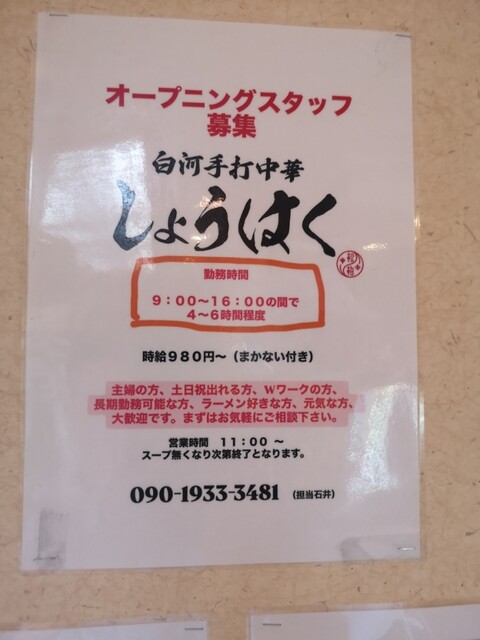 オープニングスタッフ
募集
白河手打中華
しょうはく
勤務時間
9：00〜16：00の間で
4〜6時間程度
時給980円〜（まかない付き）
主婦の方、土日祝出れる方、Wワークの方、
長期勤務可能な方、ラーメン好きな方、元気な方、
大歓迎です。まずはお気軽にご相談下さい。
営業時間　11：00 〜
スープ無くなり次第終了となります。
090-1933-3481 （担当石井）